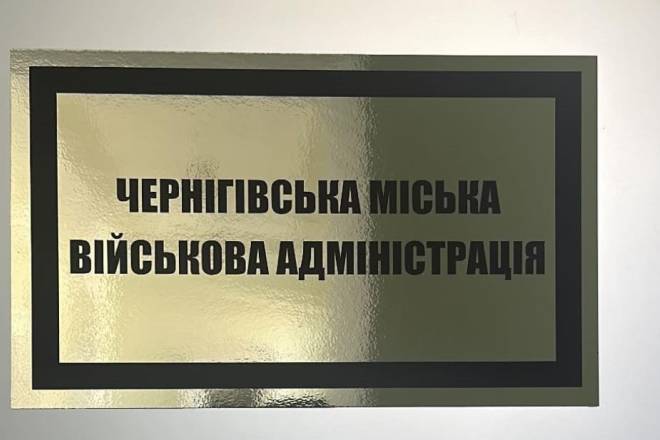 ЧЕРНІГІВСЬКА МІСЬКА
ВІЙСЬКОВА АДМІНІСТРАЦІЯ